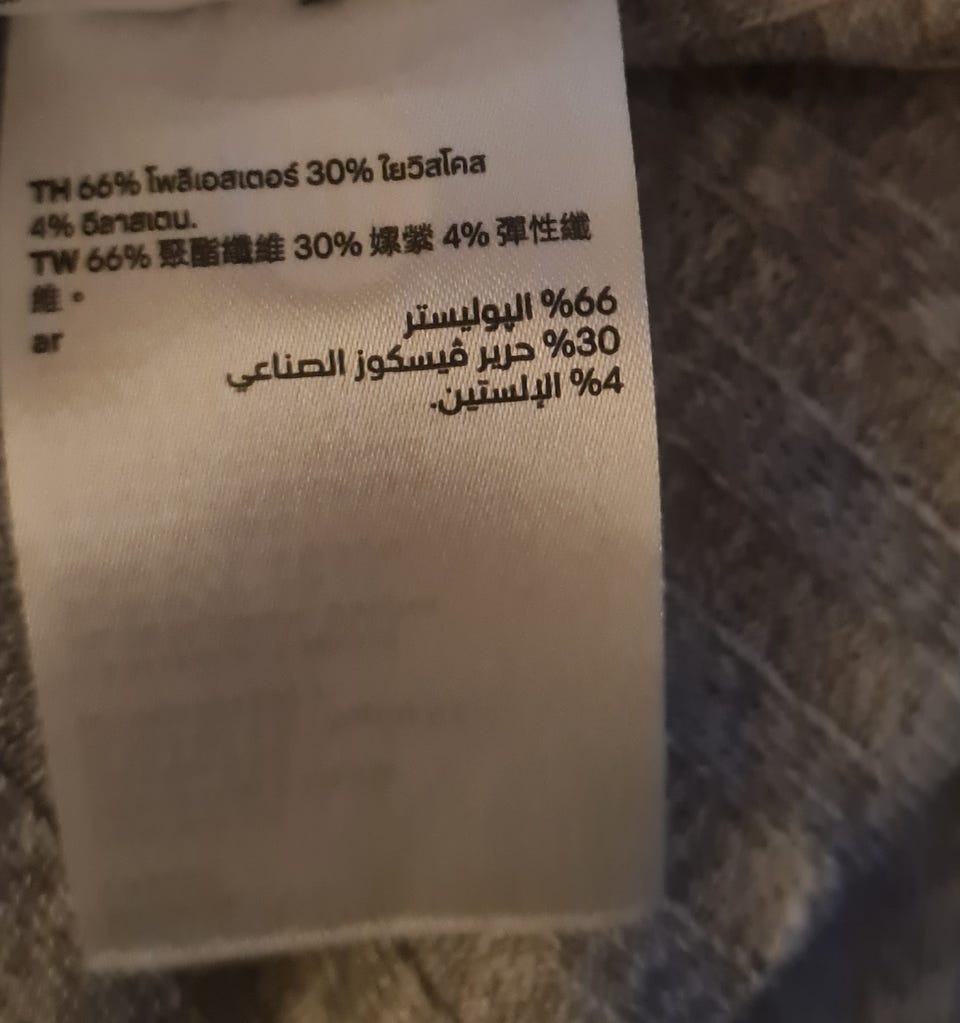 TH 66% โพลีเอสเตอร์ 30% ใยวิสโคส
4% อีลาสเตน.
TW 66% 聚酯纖維 30% 嫘縈 4% 彈性纖
維。
ar
%66 البوليستر
%30 حرير ڤيسكوز الصناعي
%4 الإلستين.